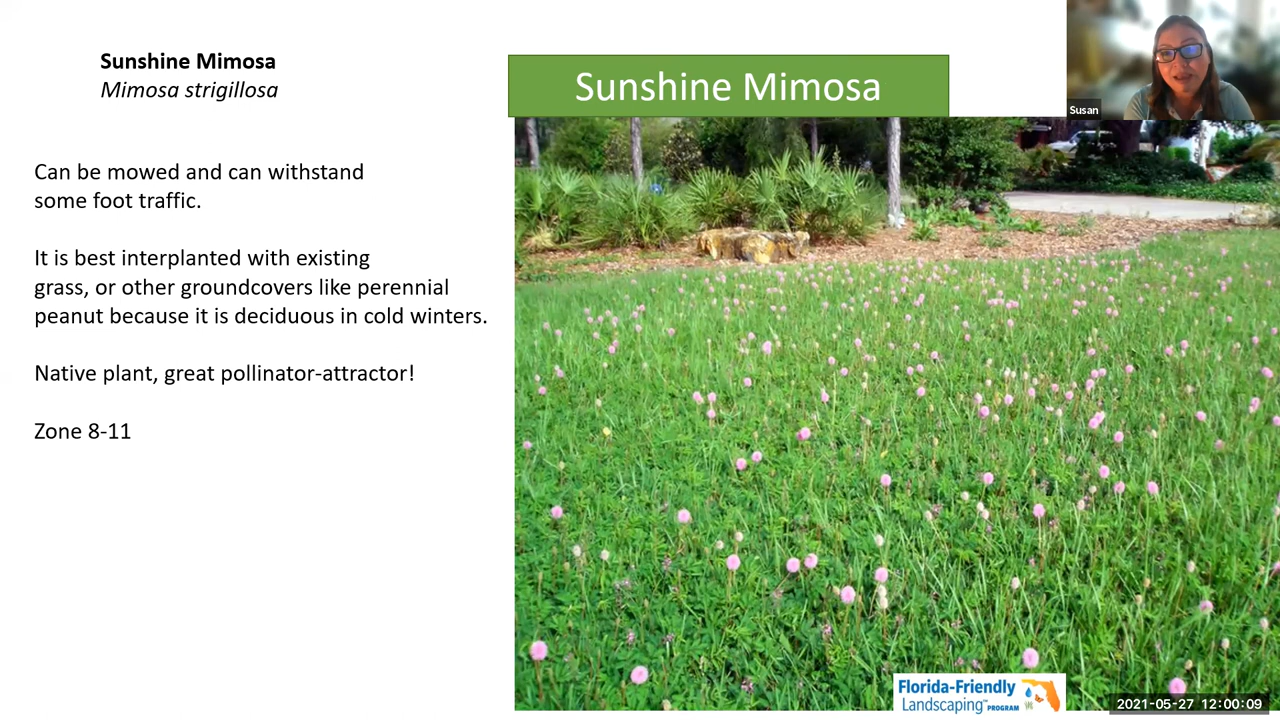 Sunshine Mimosa
Mimosa strigillosa
Sunshine Mimosa
Susan
Can be mowed and can withstand
some foot traffic.
It is best interplanted with existing
grass, or other groundcovers like perennial
peanut because it is deciduous in cold winters.
Native plant, great pollinator-attractor!
Zone 8-11
Florida-Friendly
Landscaping™ PROGRAM
2021-05-27 12:00:09